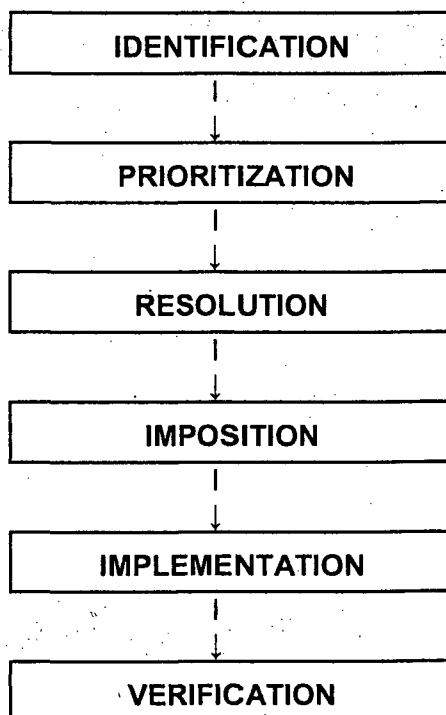 IDENTIFICATION
PRIORITIZATION
RESOLUTION
IMPOSITION
IMPLEMENTATION
VERIFICATION